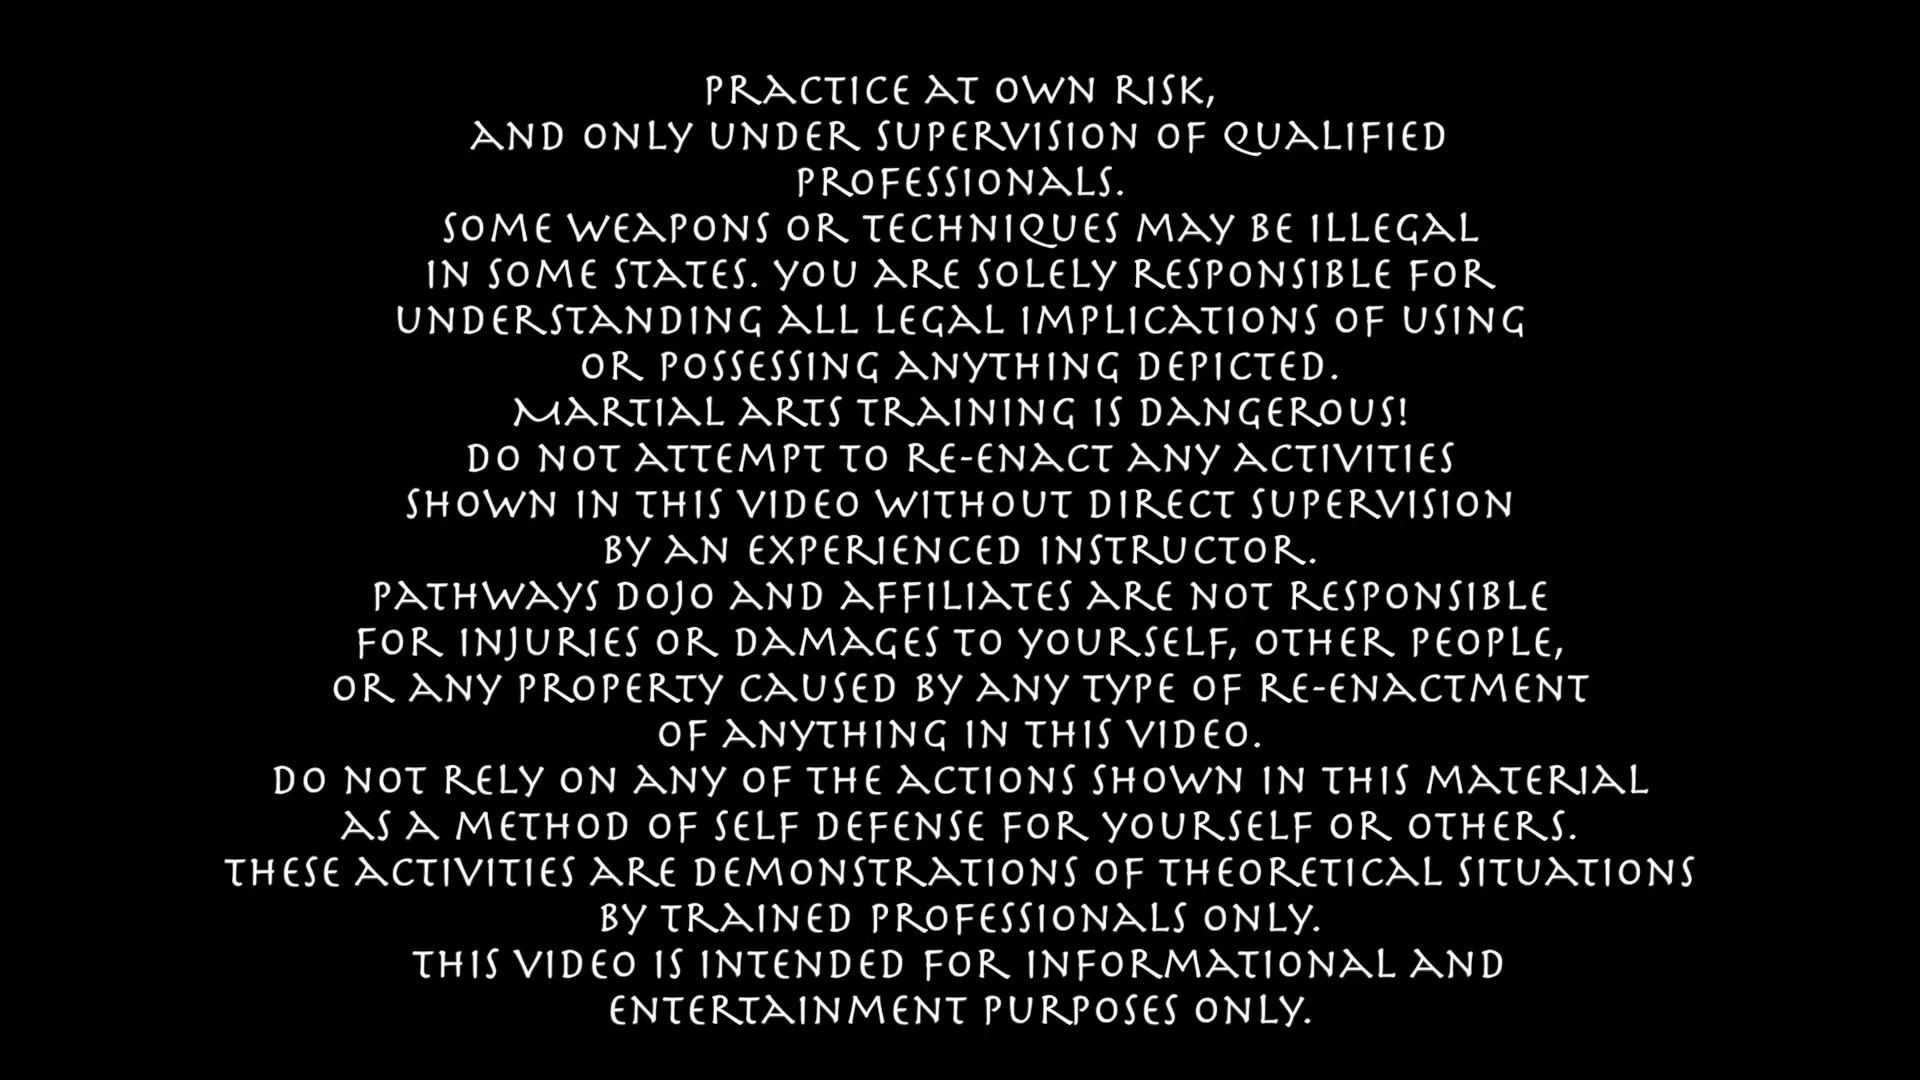 PRACTICE AT OWN RISK,
AND ONLY UNDER SUPERVISION OF QUALIFIED
PROFESSIONALS.
SOME WEAPONS OR TECHNIQUES MAY BE ILLEGAL
IN SOME STATES. YOU ARE SOLELY RESPONSIBLE FOR
UNDERSTANDING ALL LEGAL IMPLICATIONS OF USING
OR POSSESSING ANYTHING DEPICTED.
MARTIAL ARTS TRAINING IS DANGEROUS!
DO NOT ATTEMPT TO RE-ENACT ANY ACTIVITIES
SHOWN IN THIS VIDEO WITHOUT DIRECT SUPERVISION
BY AN EXPERIENCED INSTRUCTOR.
PATHWAYS DOJO AND AFFILIATES ARE NOT RESPONSIBLE
FOR INJURIES OR DAMAGES TO YOURSELF, OTHER PEOPLE,
OR ANY PROPERTY CAUSED BY ANY TYPE OF RE-ENACTMENT
OF ANYTHING IN THIS VIDEO.
DO NOT RELY ON ANY OF THE ACTIONS SHOWN IN THIS MATERIAL
AS A METHOD OF SELF DEFENSE FOR YOURSELF OR OTHERS.
THESE ACTIVITIES ARE DEMONSTRATIONS OF THEORETICAL SITUATIONS
BY TRAINED PROFESSIONALS ONLY.
THIS VIDEO IS INTENDED FOR INFORMATIONAL AND
ENTERTAINMENT PURPOSES ONLY.